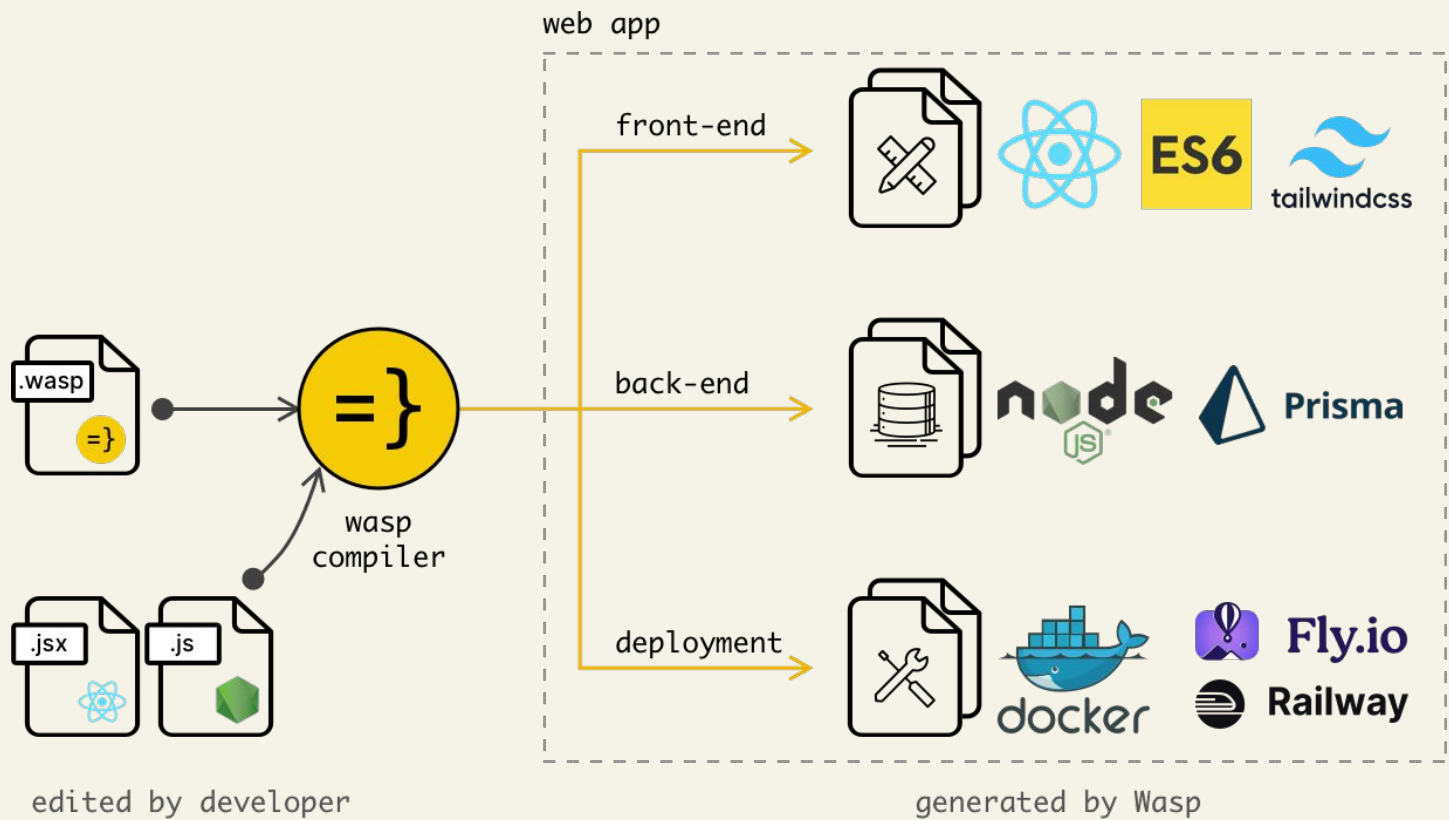 web app
front-end
ES6
tailwindcss
.wasp
=}
=}
back-end
node
JS
Prisma
wasp
compiler
.jsx
.js
deployment
docker
Fly.io
Railway
edited by developer
generated by Wasp